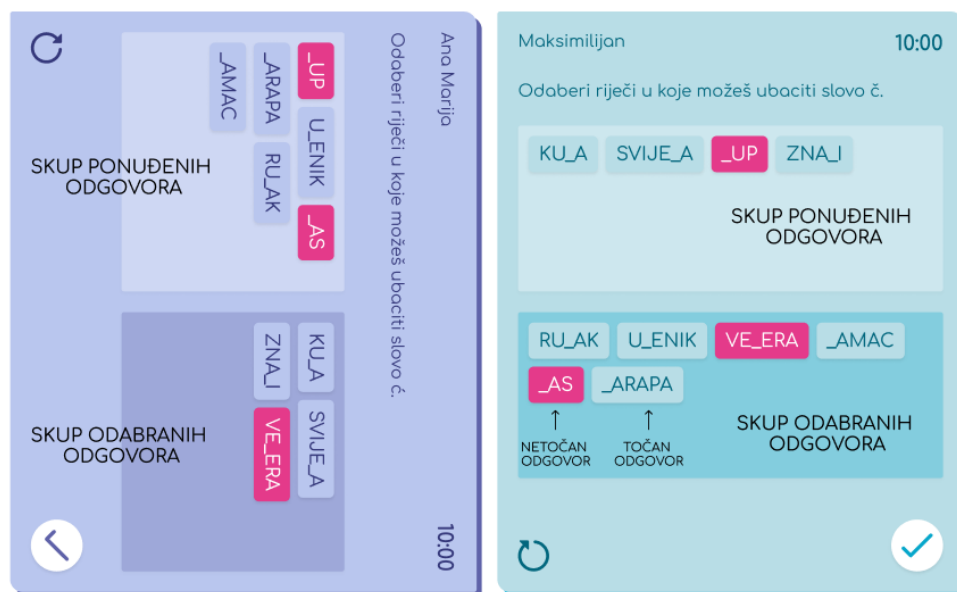 Ana Marija 10:00
Odaberi riječi u koje možeš ubaciti slovo ć.
_UP U_ENIK _AS
_ARAPA RU_AK
_AMAC
SKUP PONUĐENIH
ODGOVORA
KU_A SVIJE_A
ZNA_I VE_ERA
SKUP ODABRANIH
ODGOVORA
Maksimilijan 10:00
Odaberi riječi u koje možeš ubaciti slovo č.
KU_A SVIJE_A _UP ZNA_I
SKUP PONUĐENIH
ODGOVORA
RU_AK U_ENIK VE_ERA _AMAC
_AS _ARAPA
NETOČAN
ODGOVOR
TOČAN
ODGOVOR
SKUP ODABRANIH
ODGOVORA